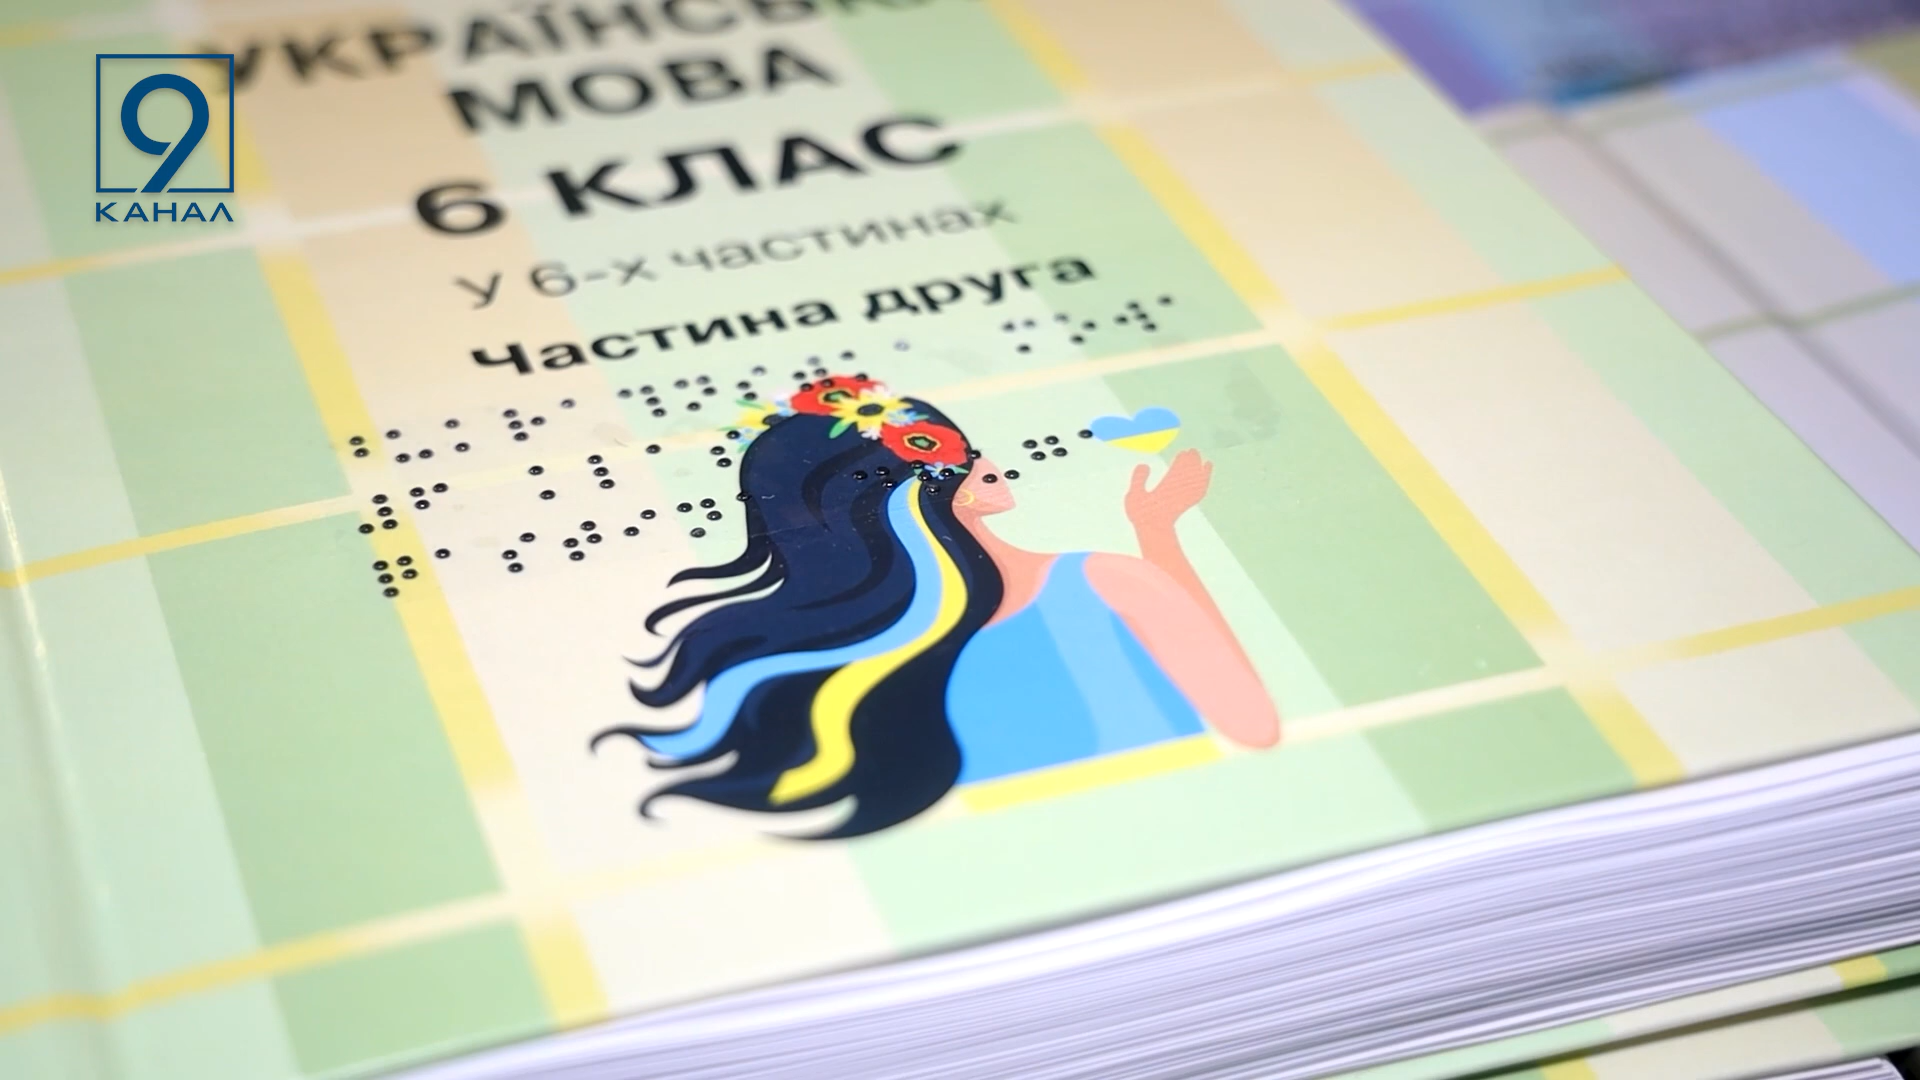 9
КАНАЛ
УКРАЇНСЬКА
МОВА
6 КЛАС
у 6-х частинах
Частина друга